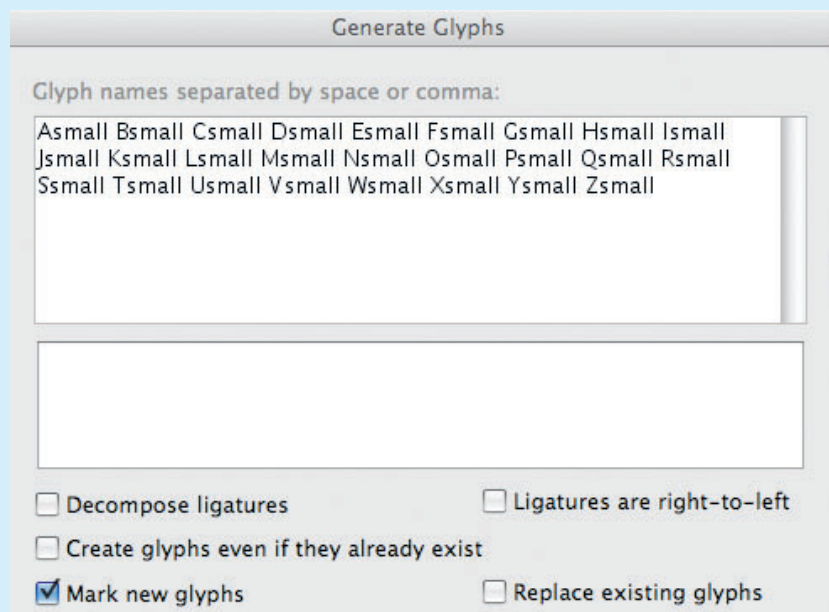 Generate Glyphs
Glyph names separated by space or comma:
Asmall Bsmall Csmall Dsmall Esmall Fsmall Gsmall Hsmall Ismall
Jsmall Ksmall Lsmall Msmall Nsmall Osmall Psmall Qsmall Rsmall
Ssmall Tsmall Usmall Vsmall Wsmall Xsmall Ysmall Zsmall
Decompose ligatures
Ligatures are right-to-left
Create glyphs even if they already exist
Mark new glyphs
Replace existing glyphs